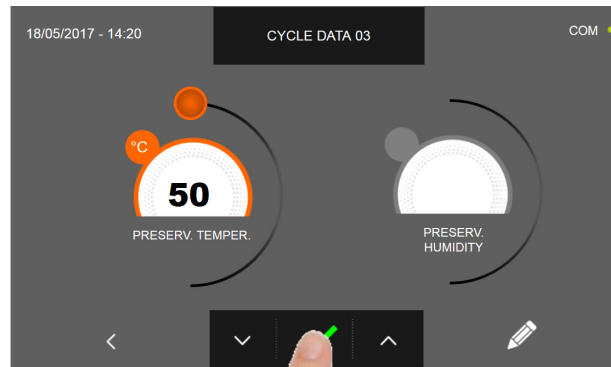 18/05/2017 - 14:20
CYCLE DATA 03
COM
°C
50
PRESERV. TEMPER.
PRESERV.
HUMIDITY